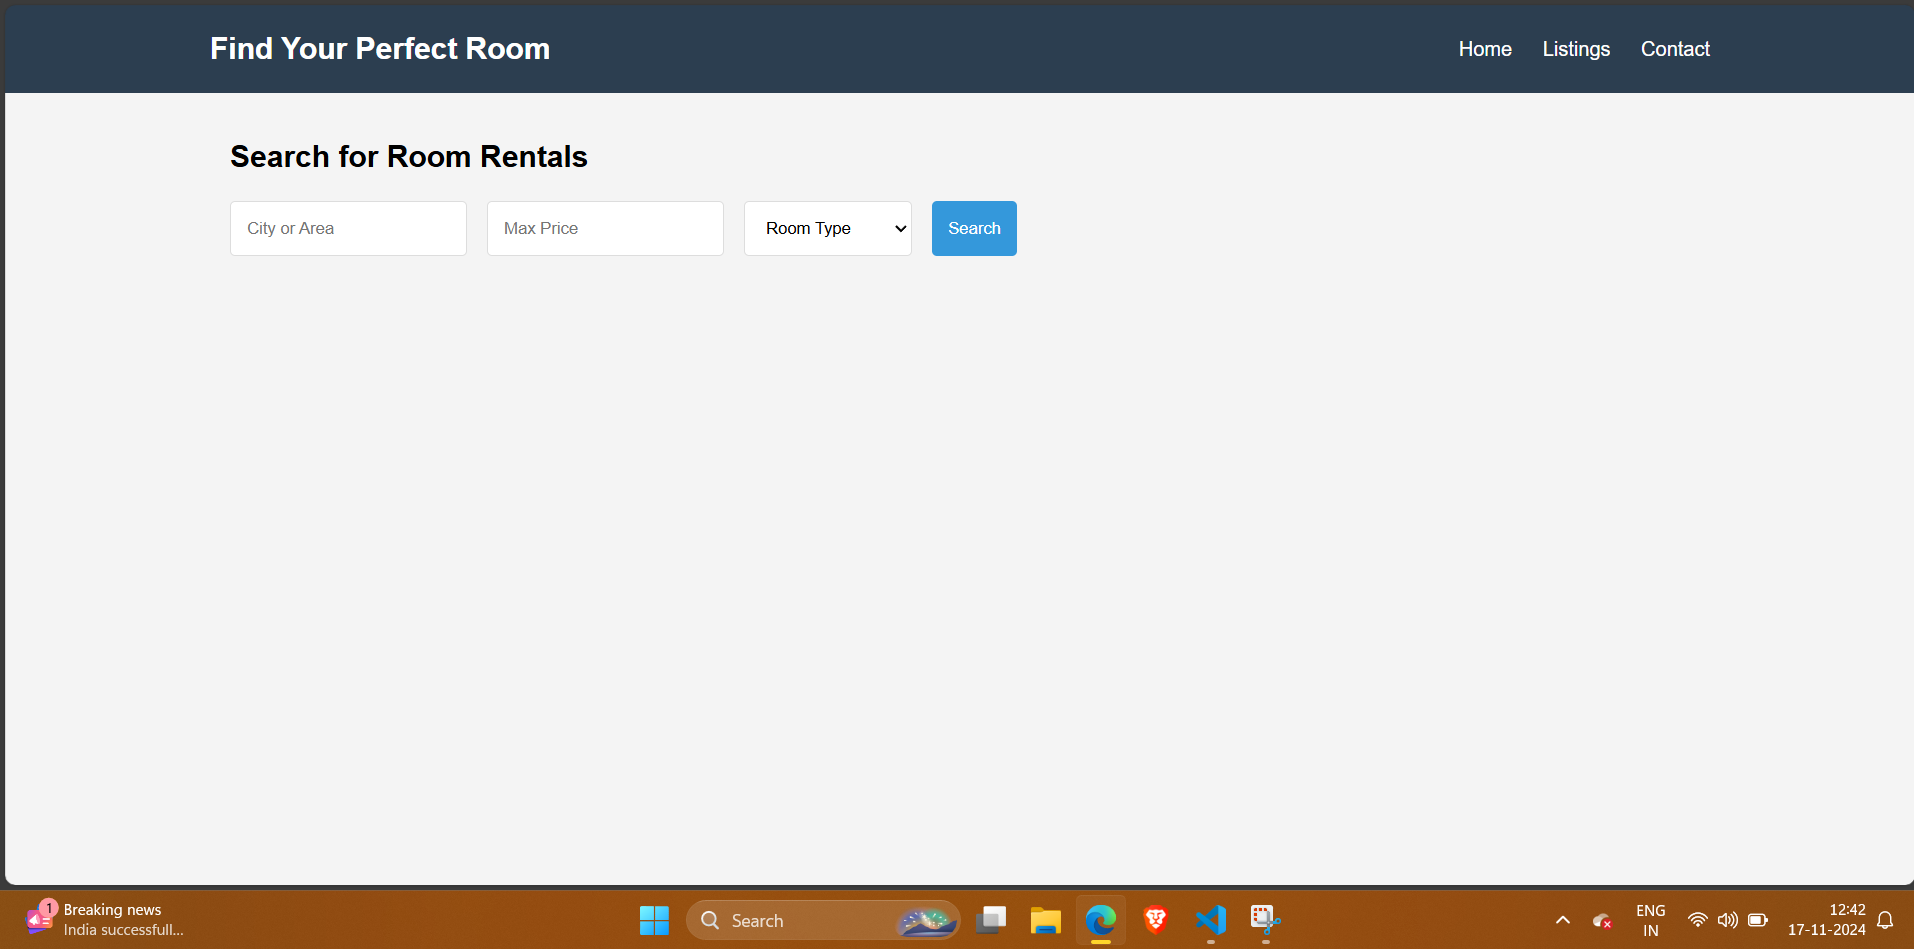 Find Your Perfect Room
Home Listings Contact
Search for Room Rentals
City or Area
Max Price
Room Type
Search
1
Breaking news
India successfull...
Search
ENG
IN
12:42
17-11-2024